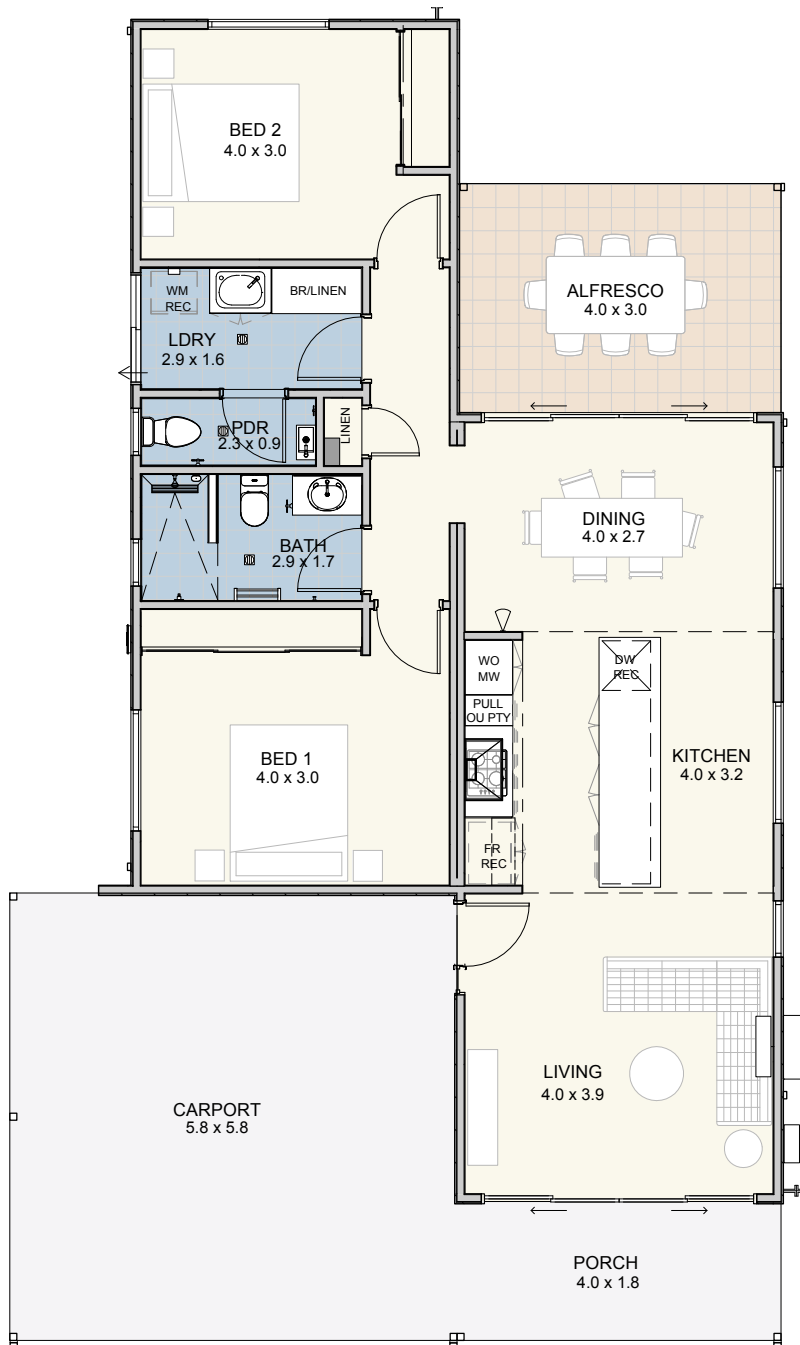 BED 2
4.0 x 3.0
WM
REC
BR/LINEN
ALFRESCO
4.0 x 3.0
LDRY
2.9 x 1.6
PDR
2.3 x 0.9
LINEN
DINING
4.0 x 2.7
BATH
2.9 x 1.7
WO
MW
DW
REC
PULL
OU PTY
BED 1
4.0 x 3.0
KITCHEN
4.0 x 3.2
FR
REC
LIVING
4.0 x 3.9
CARPORT
5.8 x 5.8
PORCH
4.0 x 1.8